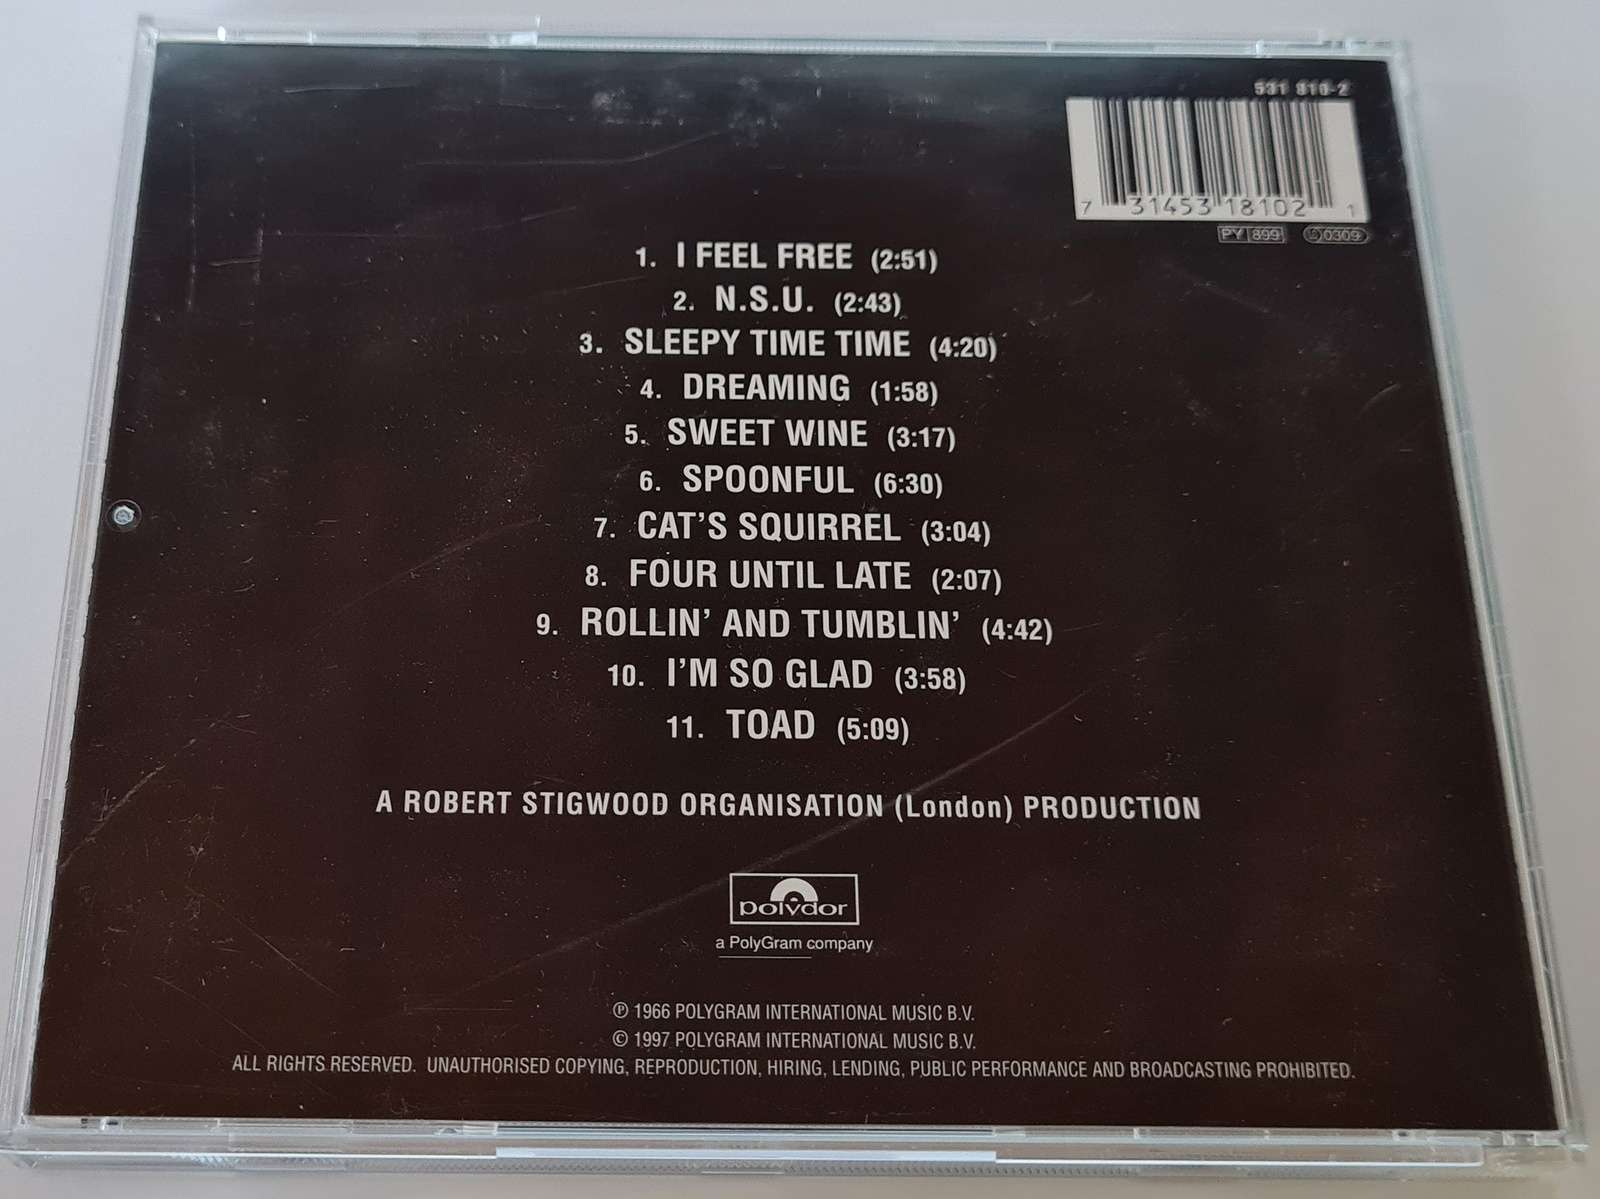 531 810-2
7 31453 18102 1
PY 899 LC 0309
1. I FEEL FREE (2:51)
2. N.S.U. (2:43)
3. SLEEPY TIME TIME (4:20)
4. DREAMING (1:58)
5. SWEET WINE (3:17)
6. SPOONFUL (6:30)
7. CAT'S SQUIRREL (3:04)
8. FOUR UNTIL LATE (2:07)
9. ROLLIN' AND TUMBLIN' (4:42)
10. I'M SO GLAD (3:58)
11. TOAD (5:09)
A ROBERT STIGWOOD ORGANISATION (London) PRODUCTION
polydor
a PolyGram company
℗ 1966 POLYGRAM INTERNATIONAL MUSIC B.V.
© 1997 POLYGRAM INTERNATIONAL MUSIC B.V.
ALL RIGHTS RESERVED. UNAUTHORISED COPYING, REPRODUCTION, HIRING, LENDING, PUBLIC PERFORMANCE AND BROADCASTING PROHIBITED.